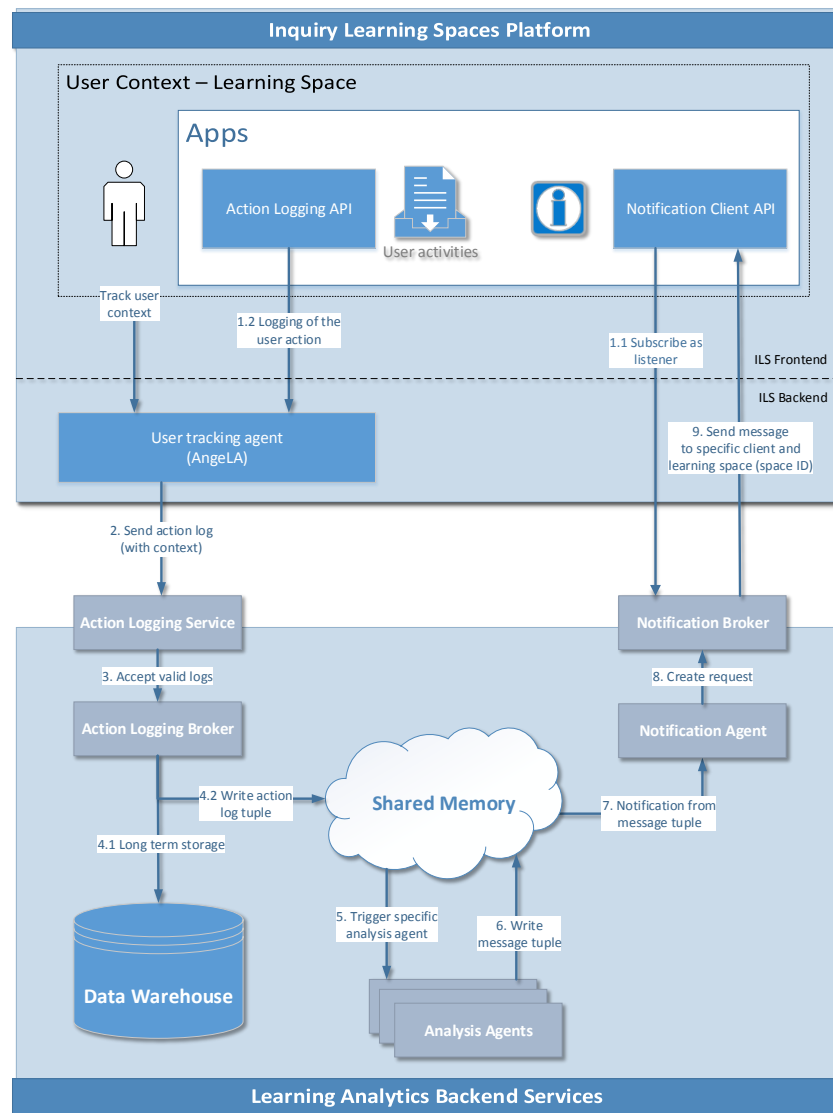 Inquiry Learning Spaces Platform
User Context – Learning Space
Apps
Action Logging API
User activities
Notification Client API
Track user
context
1.2 Logging of the
user action
1.1 Subscribe as
listener
ILS Frontend
ILS Backend
User tracking agent
(AngeLA)
9. Send message
to specific client and
learning space (space ID)
2. Send action log
(with context)
Action Logging Service
Notification Broker
3. Accept valid logs
8. Create request
Action Logging Broker
Notification Agent
Shared Memory
4.2 Write action
log tuple
7. Notification from
message tuple
4.1 Long term storage
5. Trigger specific
analysis agent
6. Write
message tuple
Data Warehouse
Analysis Agents
Learning Analytics Backend Services